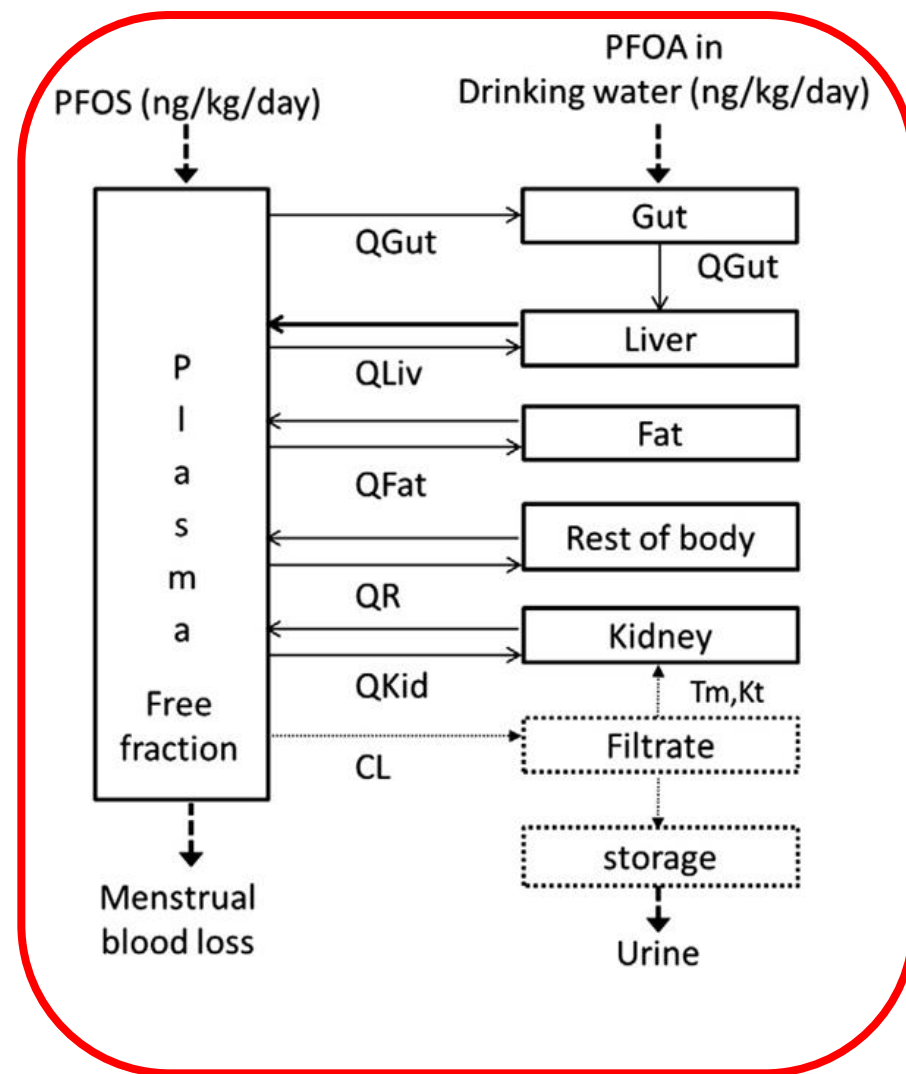 PFOS (ng/kg/day)
PFOA in
Drinking water (ng/kg/day)
Gut
QGut
QGut
Liver
QLiv
Fat
QFat
Rest of body
QR
Kidney
QKid
Tm,Kt
P
l
a
s
m
a
Free
fraction
Filtrate
CL
storage
Menstrual
blood loss
Urine